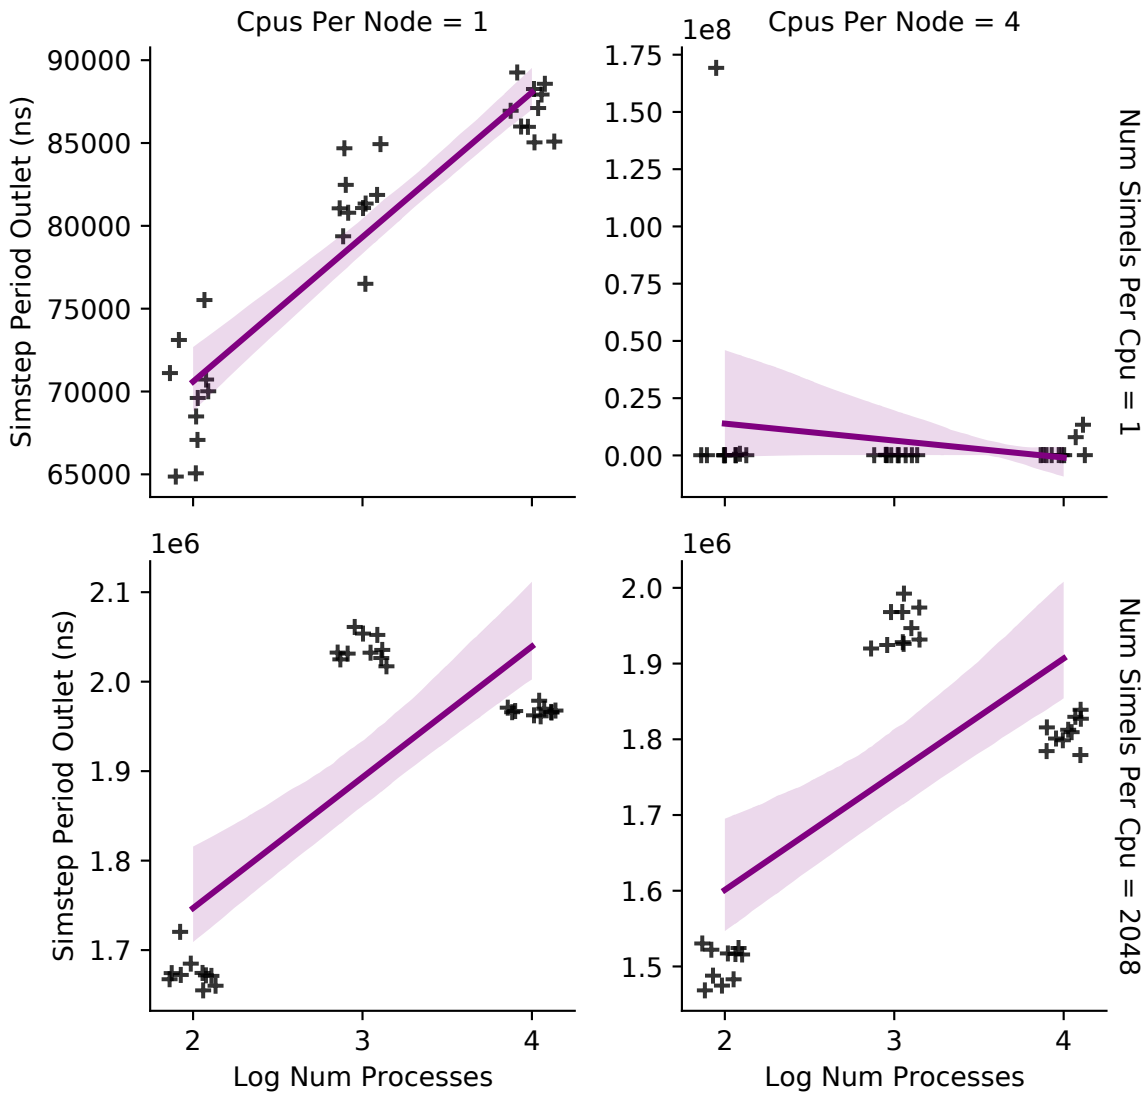 Cpus Per Node = 1
Cpus Per Node = 4
1e8
90000
85000
80000
75000
70000
65000
Simstep Period Outlet (ns)
1.75
1.50
1.25
1.00
0.75
0.50
0.25
0.00
Num Simels Per Cpu = 1
1e6
2.1
2.0
1.9
1.8
1.7
Simstep Period Outlet (ns)
2
3
4
Log Num Processes
1e6
2.0
1.9
1.8
1.7
1.6
1.5
2
3
4
Log Num Processes
Num Simels Per Cpu = 2048